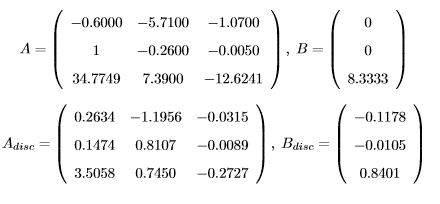 A = ( −0.6000 −5.7100 −1.0700
1 −0.2600 −0.0050
34.7749 7.3900 −12.6241 ) , B = ( 0
0
8.3333 )
A_disc = ( 0.2634 −1.1956 −0.0315
0.1474 0.8107 −0.0089
3.5058 0.7450 −0.2727 ) , B_disc = ( −0.1178
−0.0105
0.8401 )